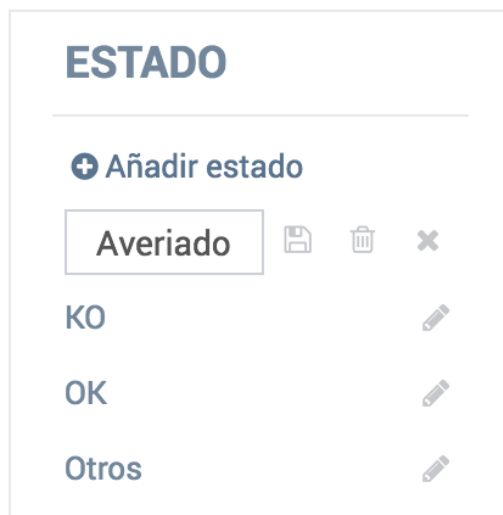 ESTADO
Añadir estado
Averiado
KO
OK
Otros